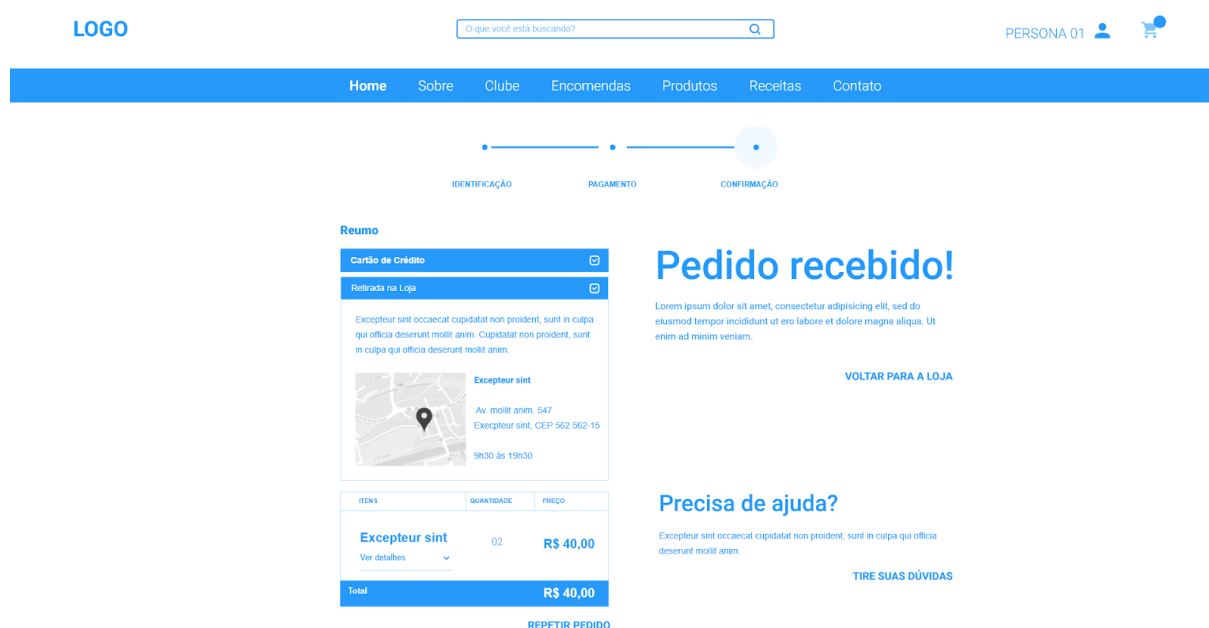 LOGO
O que você está buscando?
PERSONA 01
Home Sobre Clube Encomendas Produtos Receitas Contato
IDENTIFICAÇÃO PAGAMENTO CONFIRMAÇÃO
Reumo
Cartão de Crédito
Retirada na Loja
Excepteur sint occaecat cupidatat non proident, sunt in culpa
qui officia deserunt mollit anim. Cupidatat non proident, sunt
in culpa qui officia deserunt mollit anim.
Excepteur sint
Av. mollit anim. 547
Execpteur sint, CEP 562.562-15
9h30 às 19h30
ITENS QUANTIDADE PREÇO
Excepteur sint 02 R$ 40,00
Ver detalhes
Total R$ 40,00
REPETIR PEDIDO
Pedido recebido!
Lorem ipsum dolor sit amet, consectetur adipisicing elit, sed do
eiusmod tempor incididunt ut ero labore et dolore magna aliqua. Ut
enim ad minim veniam.
VOLTAR PARA A LOJA
Precisa de ajuda?
Excepteur sint occaecat cupidatat non proident, sunt in culpa qui officia
deserunt mollit anim.
TIRE SUAS DÚVIDAS